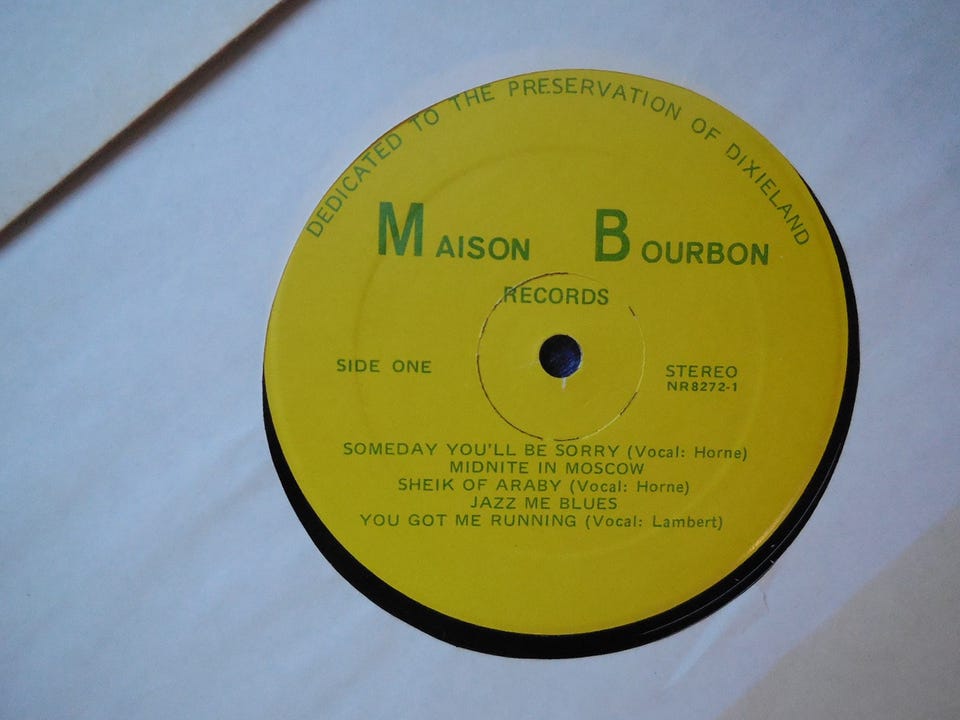 DEDICATED TO THE PRESERVATION OF DIXIELAND
MAISON BOURBON
RECORDS
SIDE ONE
STEREO
NR8272-1
SOMEDAY YOU'LL BE SORRY (Vocal: Horne)
MIDNITE IN MOSCOW
SHEIK OF ARABY (Vocal: Horne)
JAZZ ME BLUES
YOU GOT ME RUNNING (Vocal: Lambert)